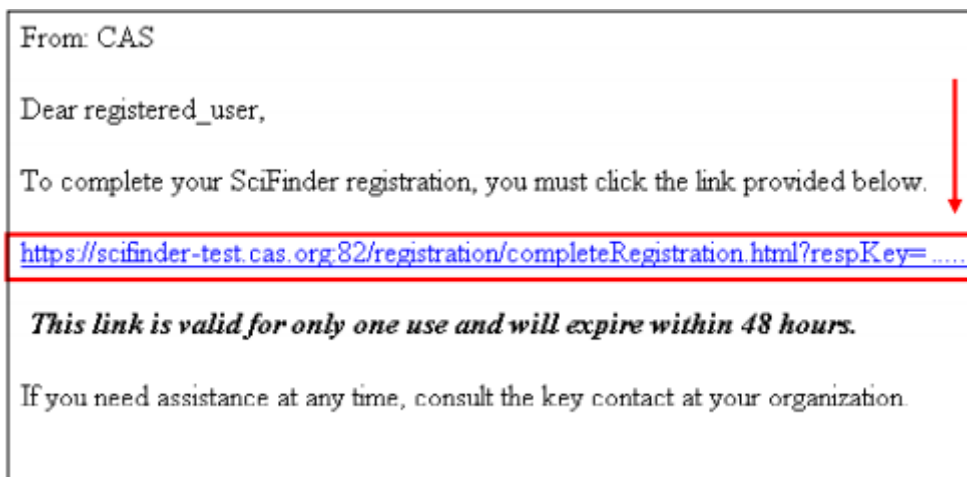 From: CAS
Dear registered_user,
To complete your SciFinder registration, you must click the link provided below.
https://scifinder-test.cas.org:82/registration/completeRegistration.html?respKey= ......
This link is valid for only one use and will expire within 48 hours.
If you need assistance at any time, consult the key contact at your organization.